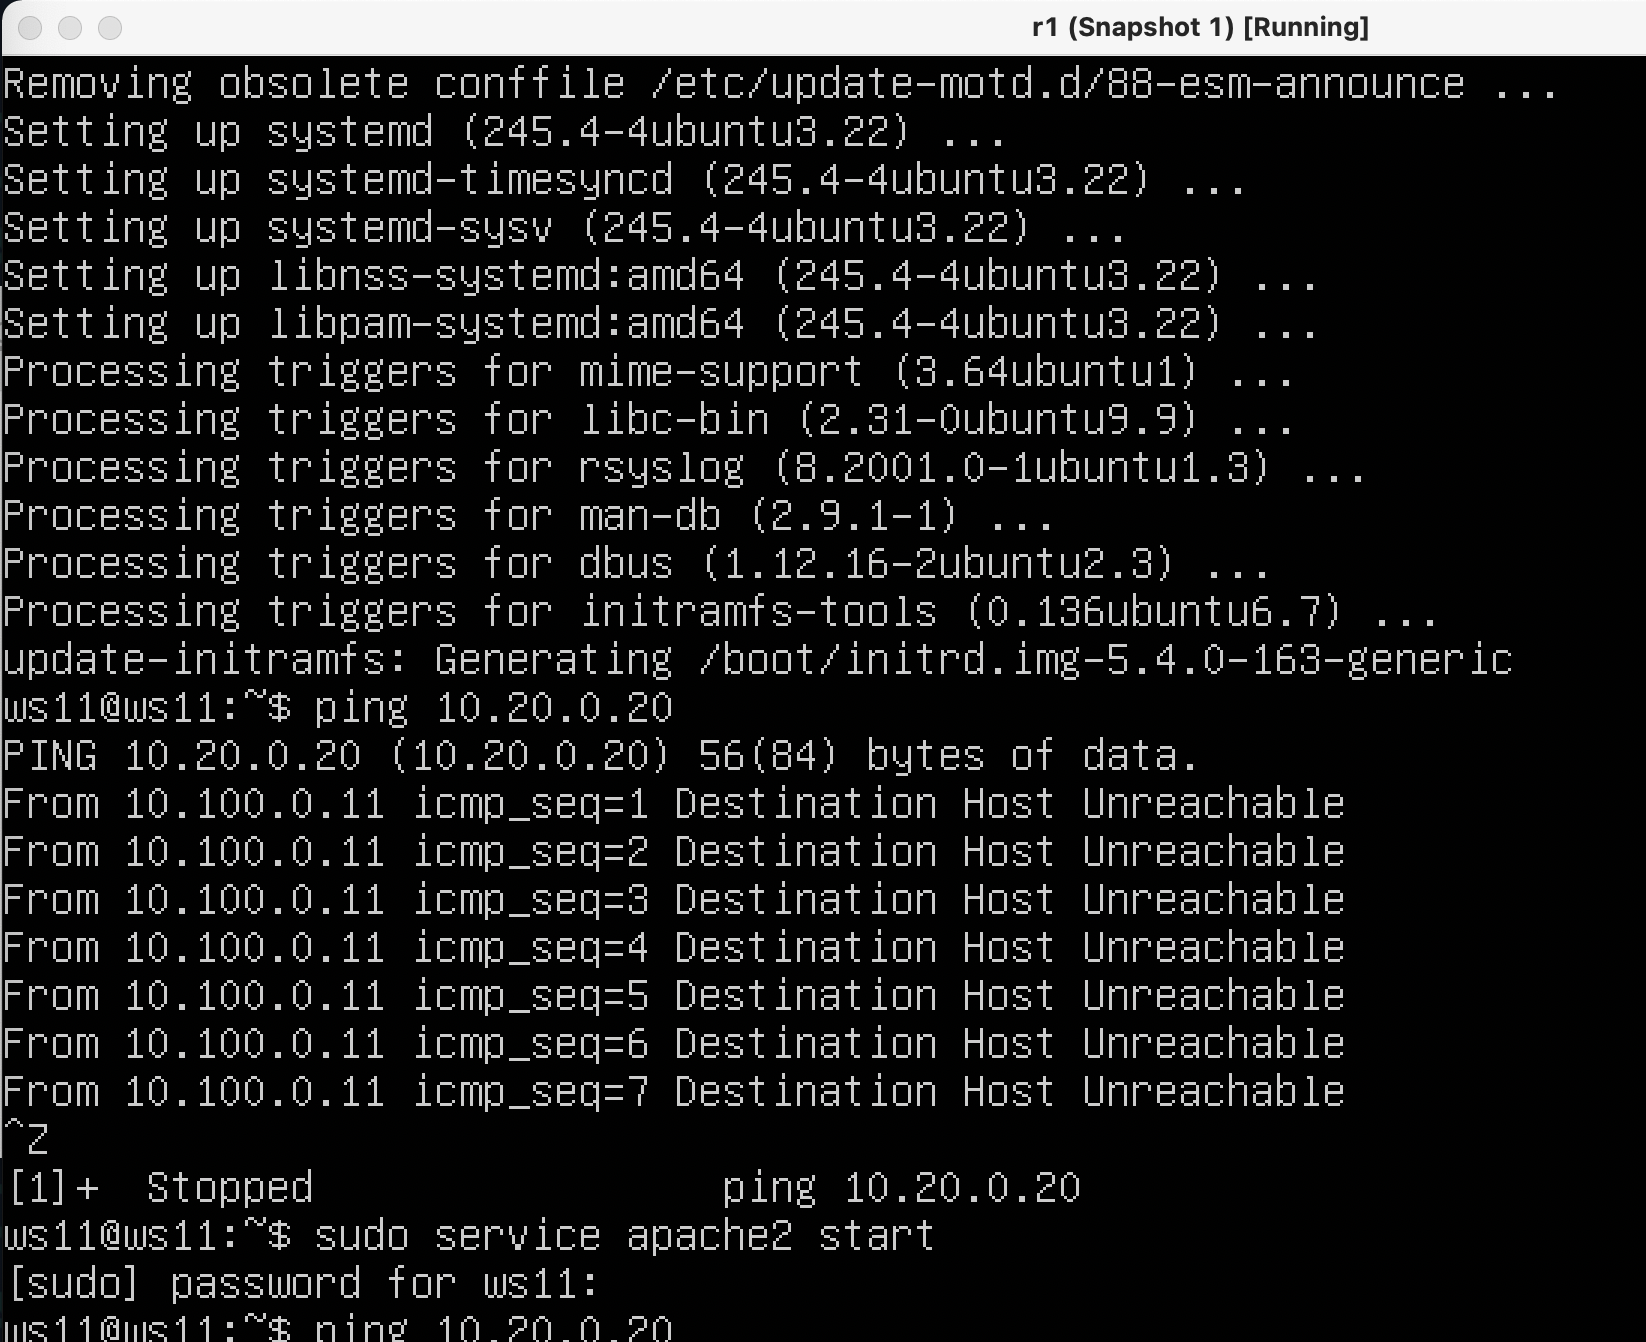 r1 (Snapshot 1) [Running]
Removing obsolete conffile /etc/update-motd.d/88-esm-announce ...
Setting up systemd (245.4-4ubuntu3.22) ...
Setting up systemd-timesyncd (245.4-4ubuntu3.22) ...
Setting up systemd-sysv (245.4-4ubuntu3.22) ...
Setting up libnss-systemd:amd64 (245.4-4ubuntu3.22) ...
Setting up libpam-systemd:amd64 (245.4-4ubuntu3.22) ...
Processing triggers for mime-support (3.64ubuntu1) ...
Processing triggers for libc-bin (2.31-0ubuntu9.9) ...
Processing triggers for rsyslog (8.2001.0-1ubuntu1.3) ...
Processing triggers for man-db (2.9.1-1) ...
Processing triggers for dbus (1.12.16-2ubuntu2.3) ...
Processing triggers for initramfs-tools (0.136ubuntu6.7) ...
update-initramfs: Generating /boot/initrd.img-5.4.0-163-generic
ws11@ws11:~$ ping 10.20.0.20
PING 10.20.0.20 (10.20.0.20) 56(84) bytes of data.
From 10.100.0.11 icmp_seq=1 Destination Host Unreachable
From 10.100.0.11 icmp_seq=2 Destination Host Unreachable
From 10.100.0.11 icmp_seq=3 Destination Host Unreachable
From 10.100.0.11 icmp_seq=4 Destination Host Unreachable
From 10.100.0.11 icmp_seq=5 Destination Host Unreachable
From 10.100.0.11 icmp_seq=6 Destination Host Unreachable
From 10.100.0.11 icmp_seq=7 Destination Host Unreachable
^Z
[1]+  Stopped                 ping 10.20.0.20
ws11@ws11:~$ sudo service apache2 start
[sudo] password for ws11:
ws11@ws11:~$ ping 10.20.0.20